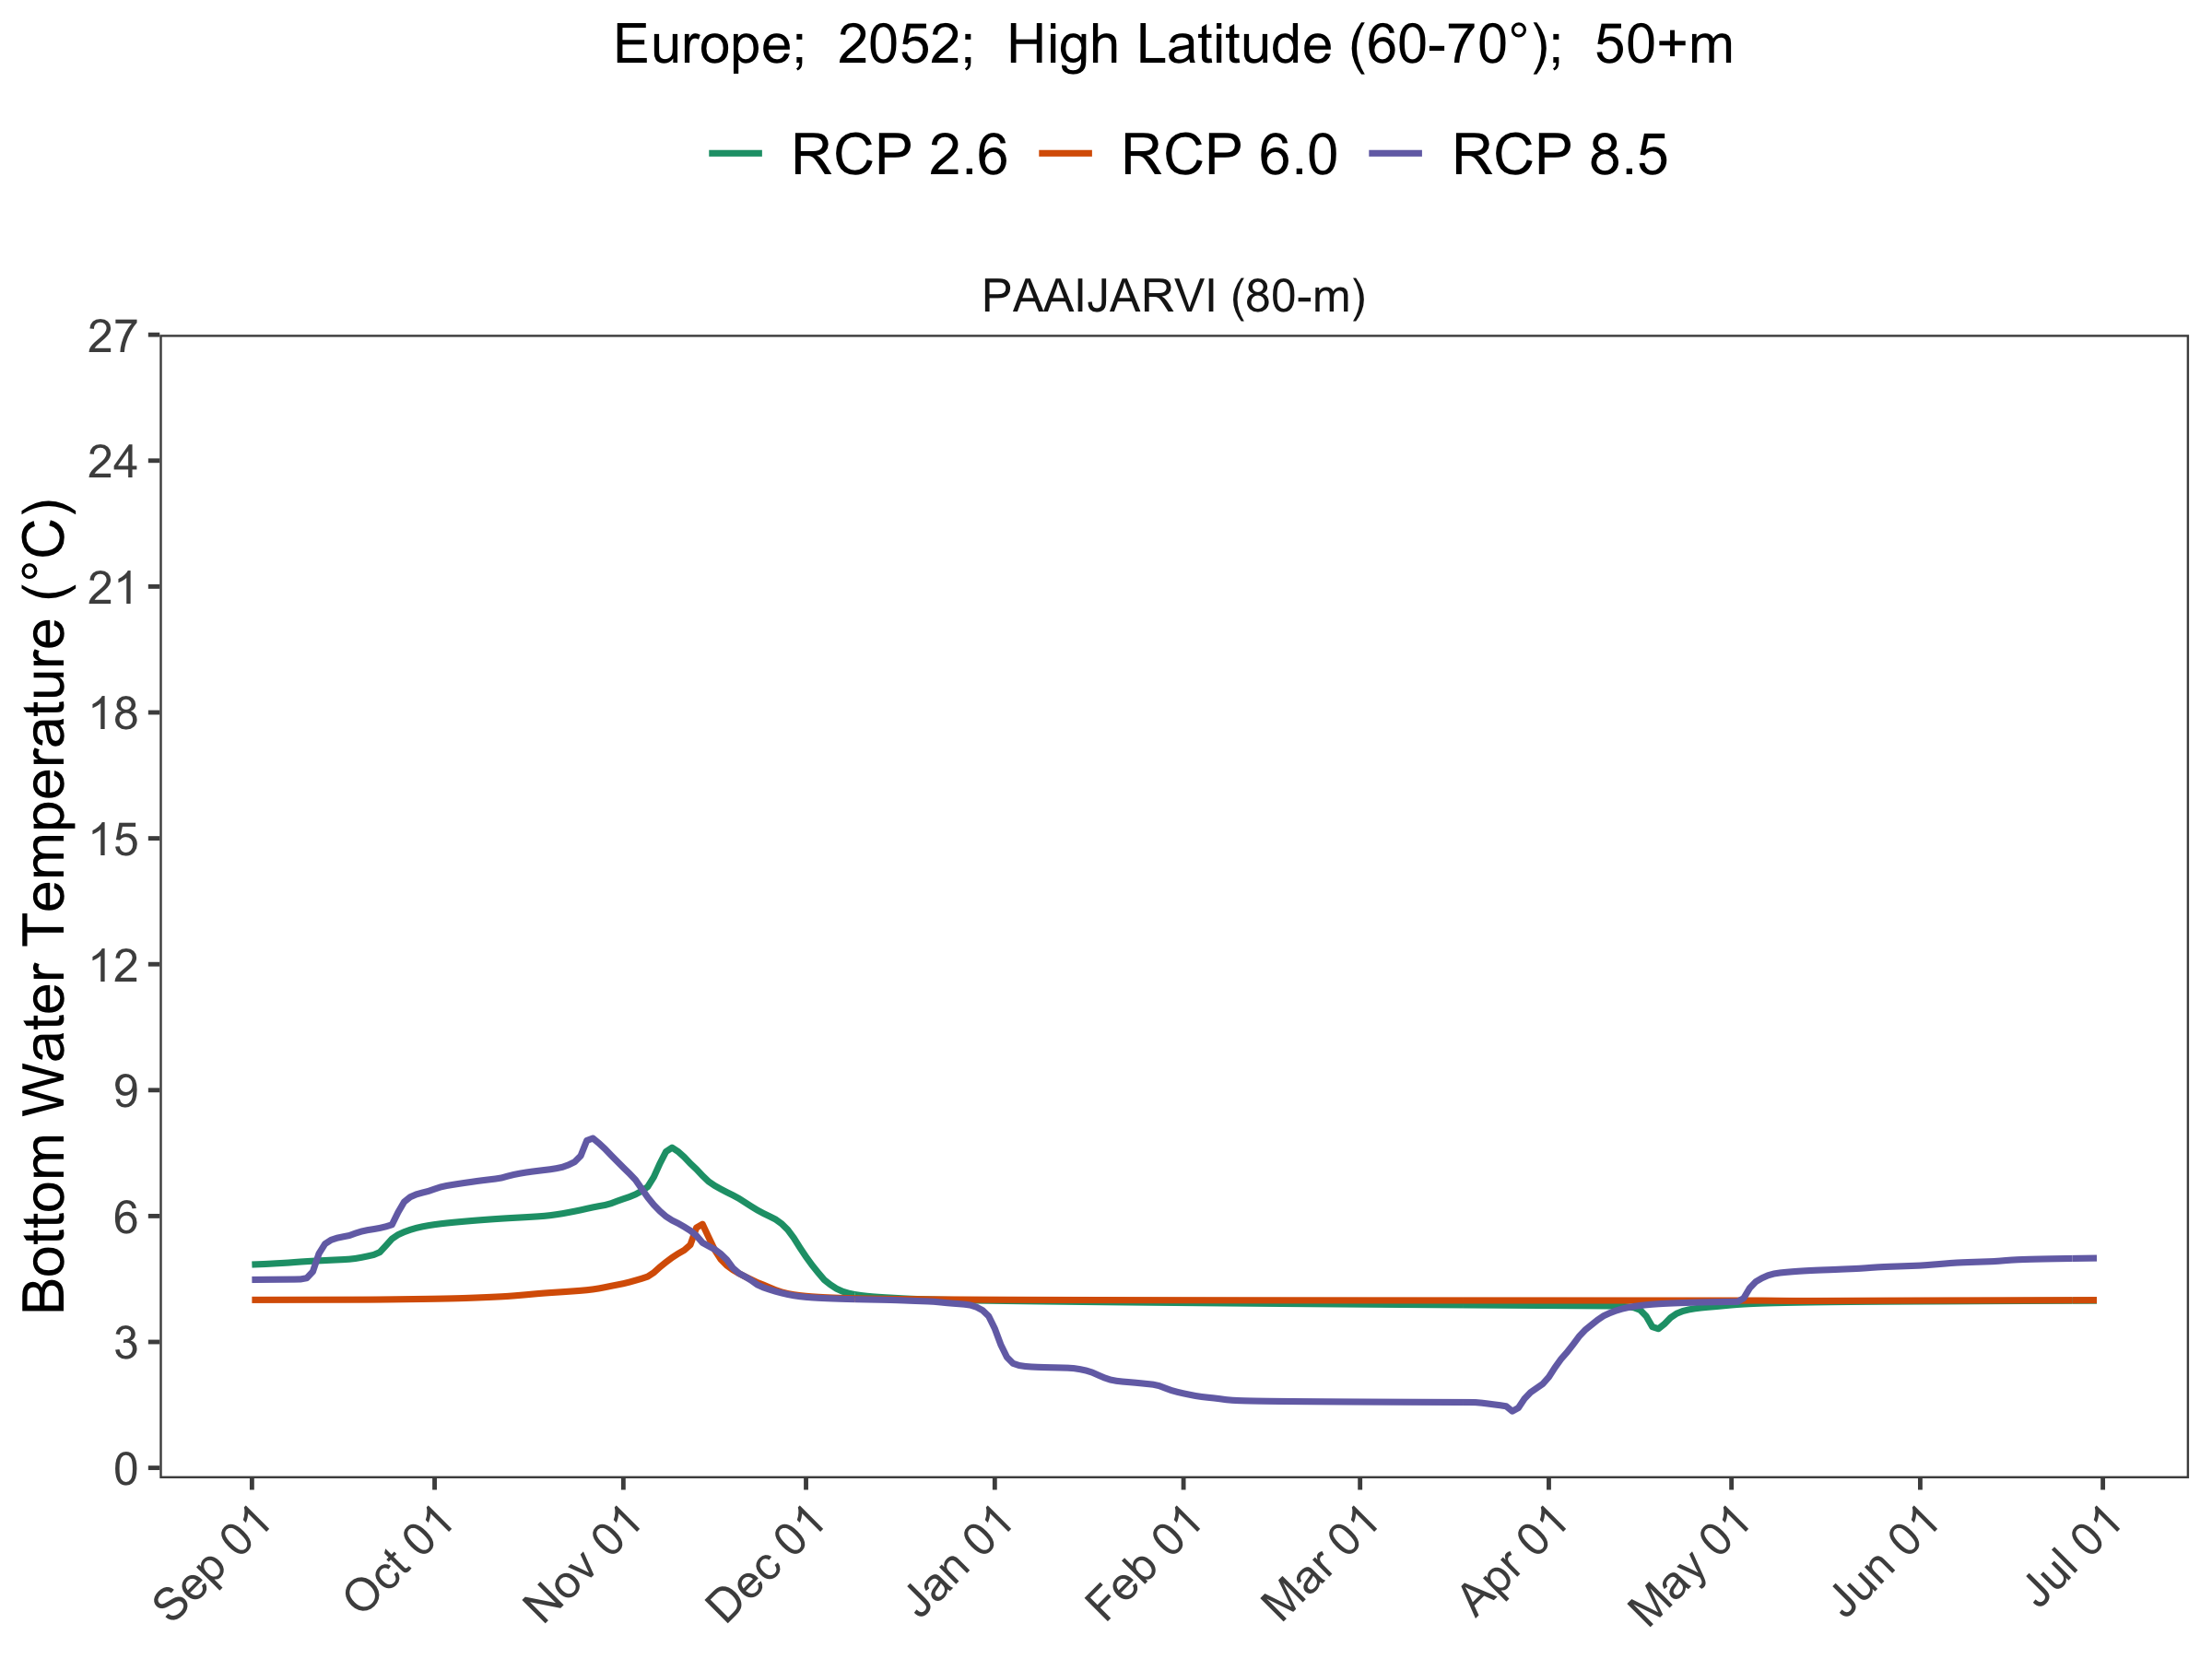 Europe; 2052; High Latitude (60-70°); 50+m
RCP 2.6 RCP 6.0 RCP 8.5
PAAIJARVI (80-m)
Bottom Water Temperature (°C)
27
24
21
18
15
12
9
6
3
0
Sep 01 Oct 01 Nov 01 Dec 01 Jan 01 Feb 01 Mar 01 Apr 01 May 01 Jun 01 Jul 01